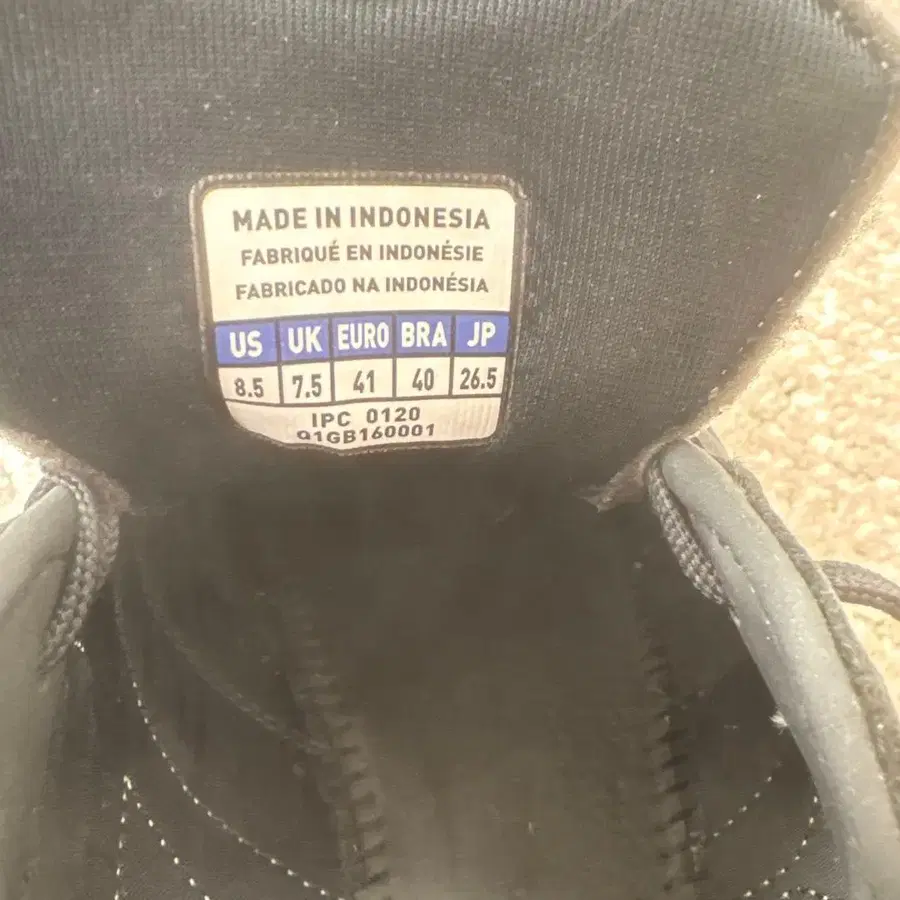 MADE IN INDONESIA
FABRIQUÉ EN INDONÉSIE
FABRICADO NA INDONÉSIA
US UK EURO BRA JP
8.5 7.5 41 40 26.5
IPC 0120
Q1GB160001